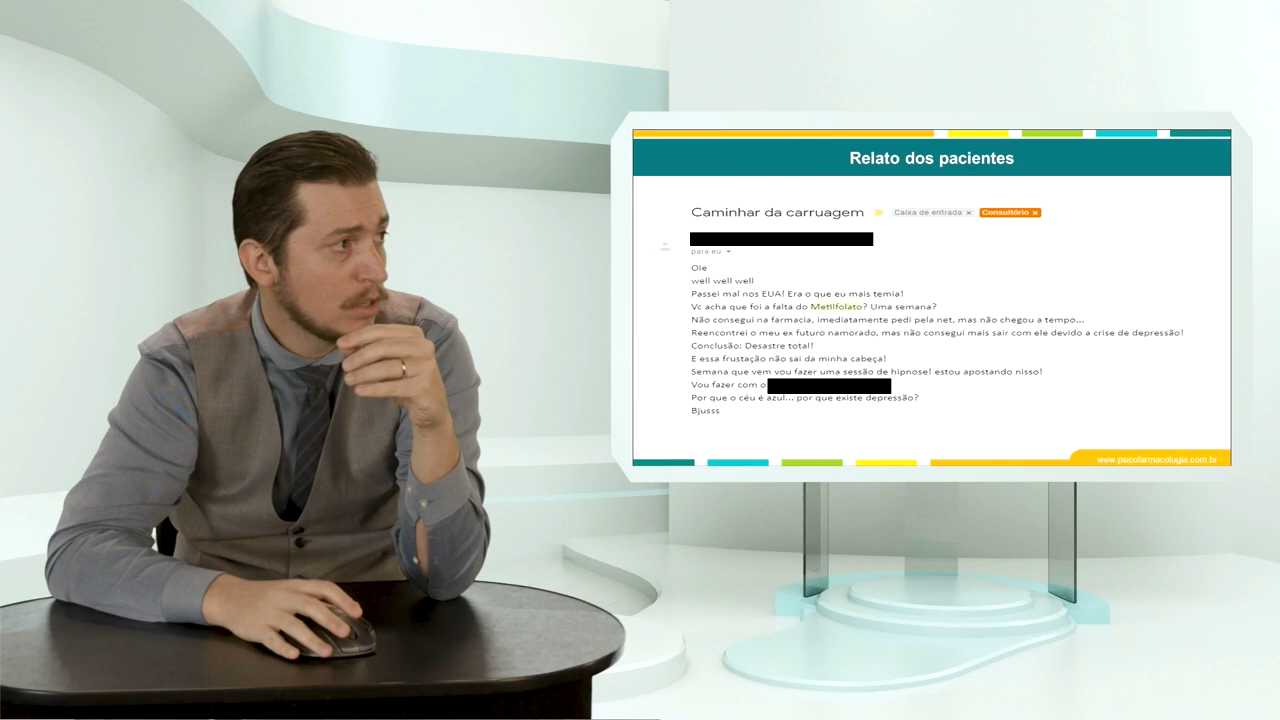 Relato dos pacientes
Caminhar da carruagem Caixa de entrada x Consultório x
para eu
Oie
well well well
Passei mal nos EUA! Era o que eu mais temia!
Vc acha que foi a falta do Metilfolato? Uma semana?
Não consegui na farmacia, imediatamente pedi pela net, mas não chegou a tempo...
Reencontrei o meu ex futuro namorado, mas não consegui mais sair com ele devido a crise de depressão!
Conclusão: Desastre total!
E essa frustação não sai da minha cabeça!
Semana que vem vou fazer uma sessão de hipnose! estou apostando nisso!
Vou fazer com o
Por que o céu é azul... por que existe depressão?
Bjusss
www.psicofarmacologia.com.br